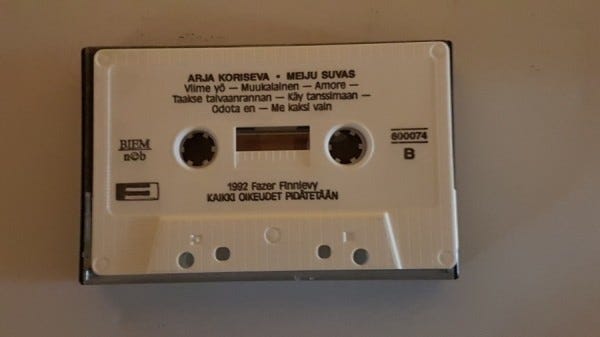 ARJA KORISEVA • MEIJU SUVAS
Viime yö — Muukalainen — Amore —
Taakse taivaanrannan — Käy tanssimaan —
Odota en — Me kaksi vain
BIEM
n©b
600074
B
1992 Fazer Finnlevy
KAIKKI OIKEUDET PIDÄTETÄÄN